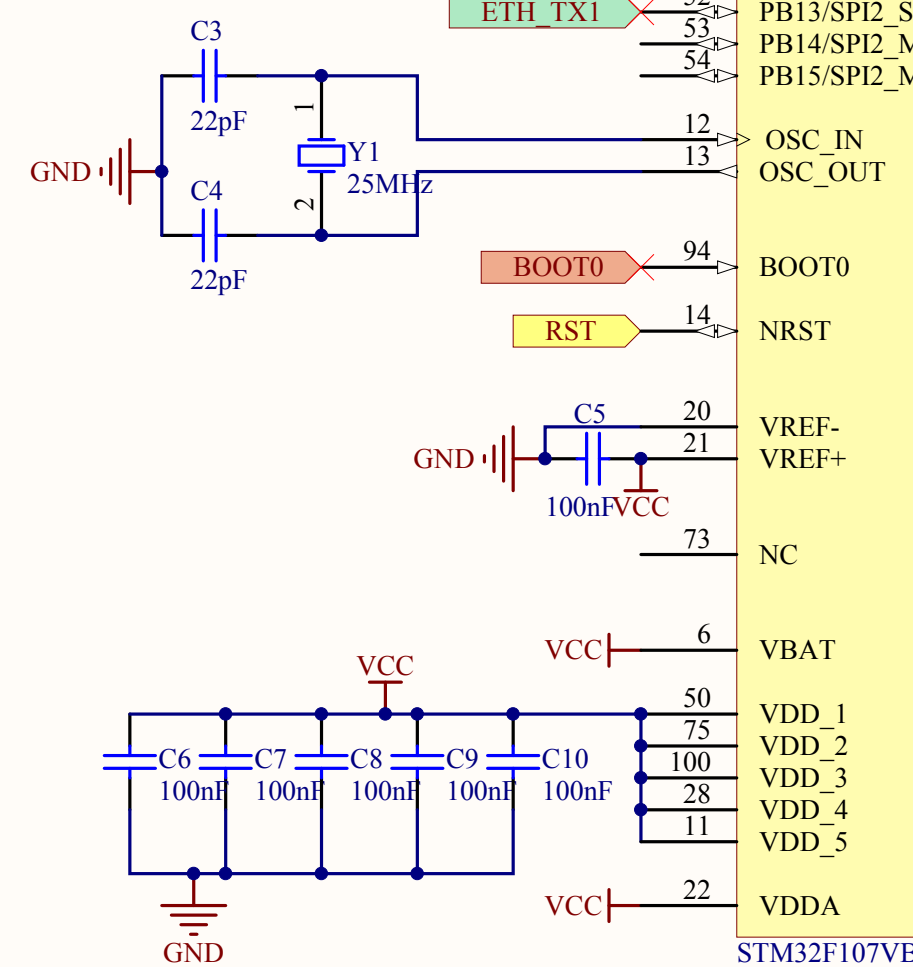 ETH_TX1
PB13/SPI2_S
53
PB14/SPI2_M
54
PB15/SPI2_M
C3
22pF
1
Y1
25MHz
2
GND
C4
22pF
12
OSC_IN
13
OSC_OUT
BOOT0
94
BOOT0
RST
14
NRST
C5
100nF
GND
VCC
20
VREF-
21
VREF+
73
NC
VCC
6
VBAT
VCC
50
VDD_1
75
VDD_2
100
VDD_3
28
VDD_4
11
VDD_5
C6
100nF
C7
100nF
C8
100nF
C9
100nF
C10
100nF
GND
VCC
22
VDDA
STM32F107VB